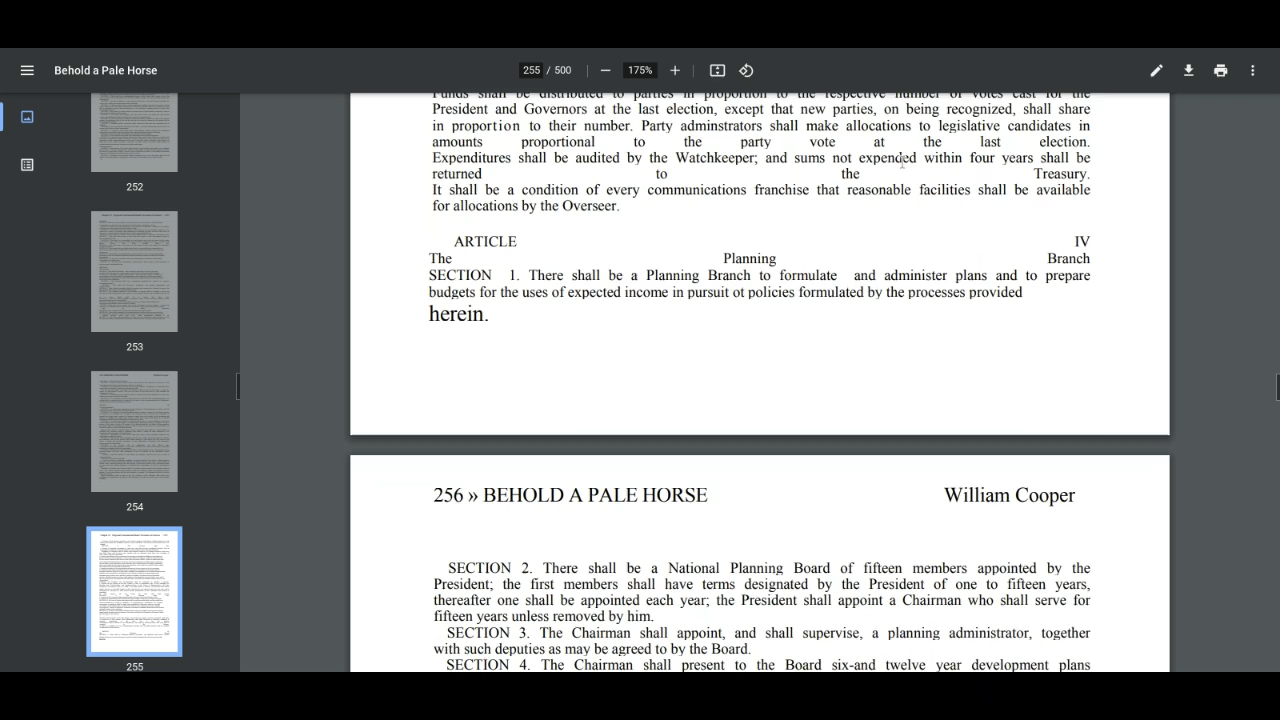 Behold a Pale Horse
255 / 500
175%
252
253
254
255
President and Governors at the last election, except that new parties, on being recognized, shall share
in proportion to their number. Party adminstrators shall make allocations to legislative candidates in
amounts proportional to the party vote at the last election.
Expenditures shall be audited by the Watchkeeper; and sums not expended within four years shall be
returned to the Treasury.
It shall be a condition of every communications franchise that reasonable facilities shall be available
for allocations by the Overseer.
ARTICLE IV
The Planning Branch
SECTION 1. There shall be a Planning Branch to formulate and administer plans and to prepare
budgets for the uses of expected income in pursuit of policies formulated by the processes provided
herein.
256 » BEHOLD A PALE HORSE William Cooper
SECTION 2. There shall be a National Planning Board of fifteen members appointed by the
President; the first members shall have terms designated by the President of one to fifteen years,
thereafter one shall be appointed each year; the President shall appoint a Chairman who shall serve for
fifteen years unless removed by him.
SECTION 3. The Chairman shall appoint, and shall supervise, a planning adminstrator, together
with such deputies as may be agreed to by the Board.
SECTION 4. The Chairman shall present to the Board six-and twelve year development plans